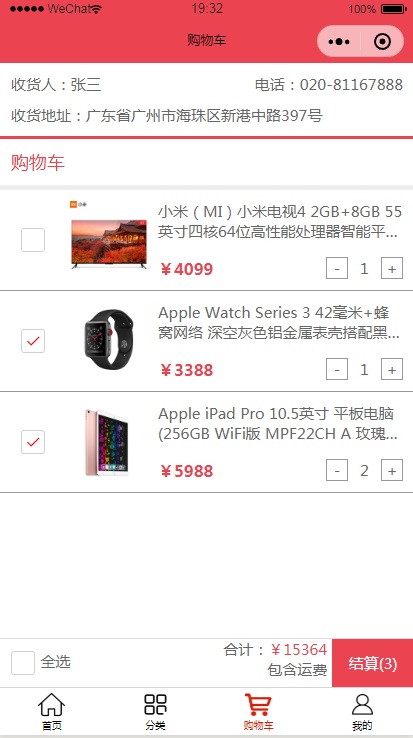 WeChat 19:32 100%
购物车
收货人：张三 电话：020-81167888
收货地址：广东省广州市海珠区新港中路397号
购物车
小米（MI）小米电视4 2GB+8GB 55
英寸四核64位高性能处理器智能平...
￥4099 - 1 +
Apple Watch Series 3 42毫米+蜂
窝网络 深空灰色铝金属表壳搭配黑...
￥3388 - 1 +
Apple iPad Pro 10.5英寸 平板电脑
(256GB WiFi版 MPF22CH A 玫瑰...
￥5988 - 2 +
全选 合计：￥15364 结算(3)
包含运费
首页 分类 购物车 我的